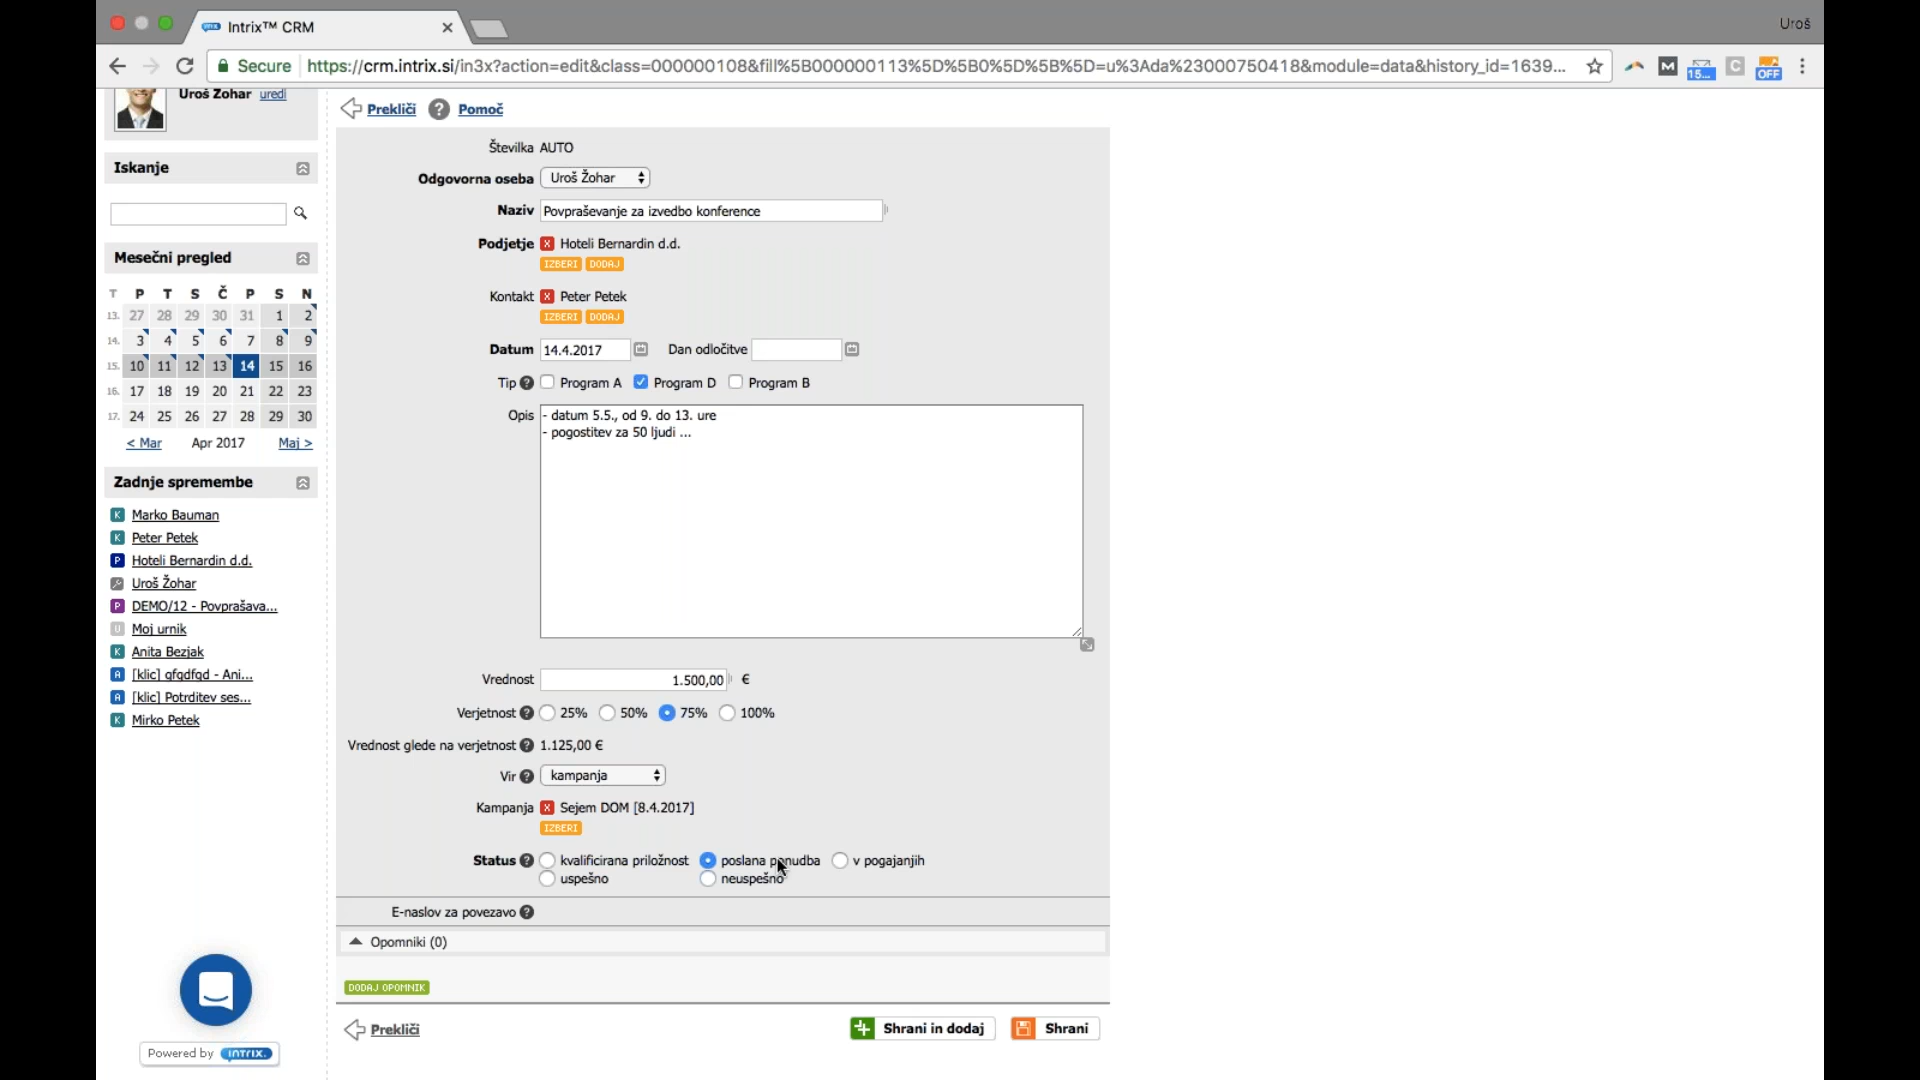 Intrix™ CRM
Uroš
Secure https://crm.intrix.si/in3x?action=edit&class=000000108&fill%5B000000113%5D%5B0%5D%5B%5D=u%3Ada%23000750418&module=data&history_id=1639...
M 15... C OFF
Uroš Žohar uredi
Prekliči ? Pomoč
Številka AUTO
Odgovorna oseba Uroš Žohar
Naziv Povpraševanje za izvedbo konference
Podjetje X Hoteli Bernardin d.d.
IZBERI DODAJ
Kontakt X Peter Petek
IZBERI DODAJ
Datum 14.4.2017 Dan odločitve
Tip ? Program A Program D Program B
Opis - datum 5.5., od 9. do 13. ure
- pogostitev za 50 ljudi ...
Vrednost 1.500,00 €
Verjetnost ? 25% 50% 75% 100%
Vrednost glede na verjetnost ? 1.125,00 €
Vir ? kampanja
Kampanja X Sejem DOM [8.4.2017]
IZBERI
Status ? kvalificirana priložnost poslana ponudba v pogajanjih
uspešno neuspešno
E-naslov za povezavo ?
Opomniki (0)
DODAJ OPOMNIK
Prekliči Shrani in dodaj Shrani
Iskanje
Mesečni pregled
T P T S Č P S N
13. 27 28 29 30 31 1 2
14. 3 4 5 6 7 8 9
15. 10 11 12 13 14 15 16
16. 17 18 19 20 21 22 23
17. 24 25 26 27 28 29 30
< Mar Apr 2017 Maj >
Zadnje spremembe
K Marko Bauman
K Peter Petek
P Hoteli Bernardin d.d.
Uroš Žohar
P DEMO/12 - Povprašava...
U Moj urnik
K Anita Bezjak
A [klic] gfgdfgd - Ani...
A [klic] Potrditev ses...
K Mirko Petek
Powered by INTRIX.